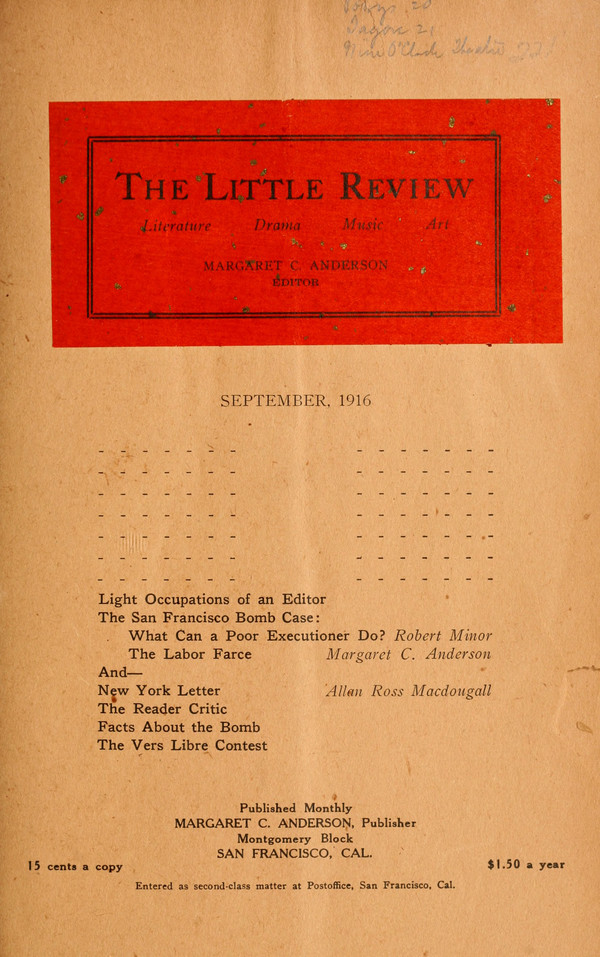 THE LITTLE REVIEW
Literature Drama Music Art
MARGARET C. ANDERSON
EDITOR
SEPTEMBER, 1916
- - - - - - - - - - - - - -
- - - - - - - - - - - - - -
- - - - - - - - - - - - - -
- - - - - - - - - - - - - -
- - - - - - - - - - - - - -
- - - - - - - - - - - - - -
- - - - - - - - - - - - - -
Light Occupations of an Editor
The San Francisco Bomb Case:
What Can a Poor Executioner Do? Robert Minor
The Labor Farce Margaret C. Anderson
And—
New York Letter Allan Ross Macdougall
The Reader Critic
Facts About the Bomb
The Vers Libre Contest
Published Monthly
MARGARET C. ANDERSON, Publisher
Montgomery Block
SAN FRANCISCO, CAL.
15 cents a copy $1.50 a year
Entered as second-class matter at Postoffice, San Francisco, Cal.